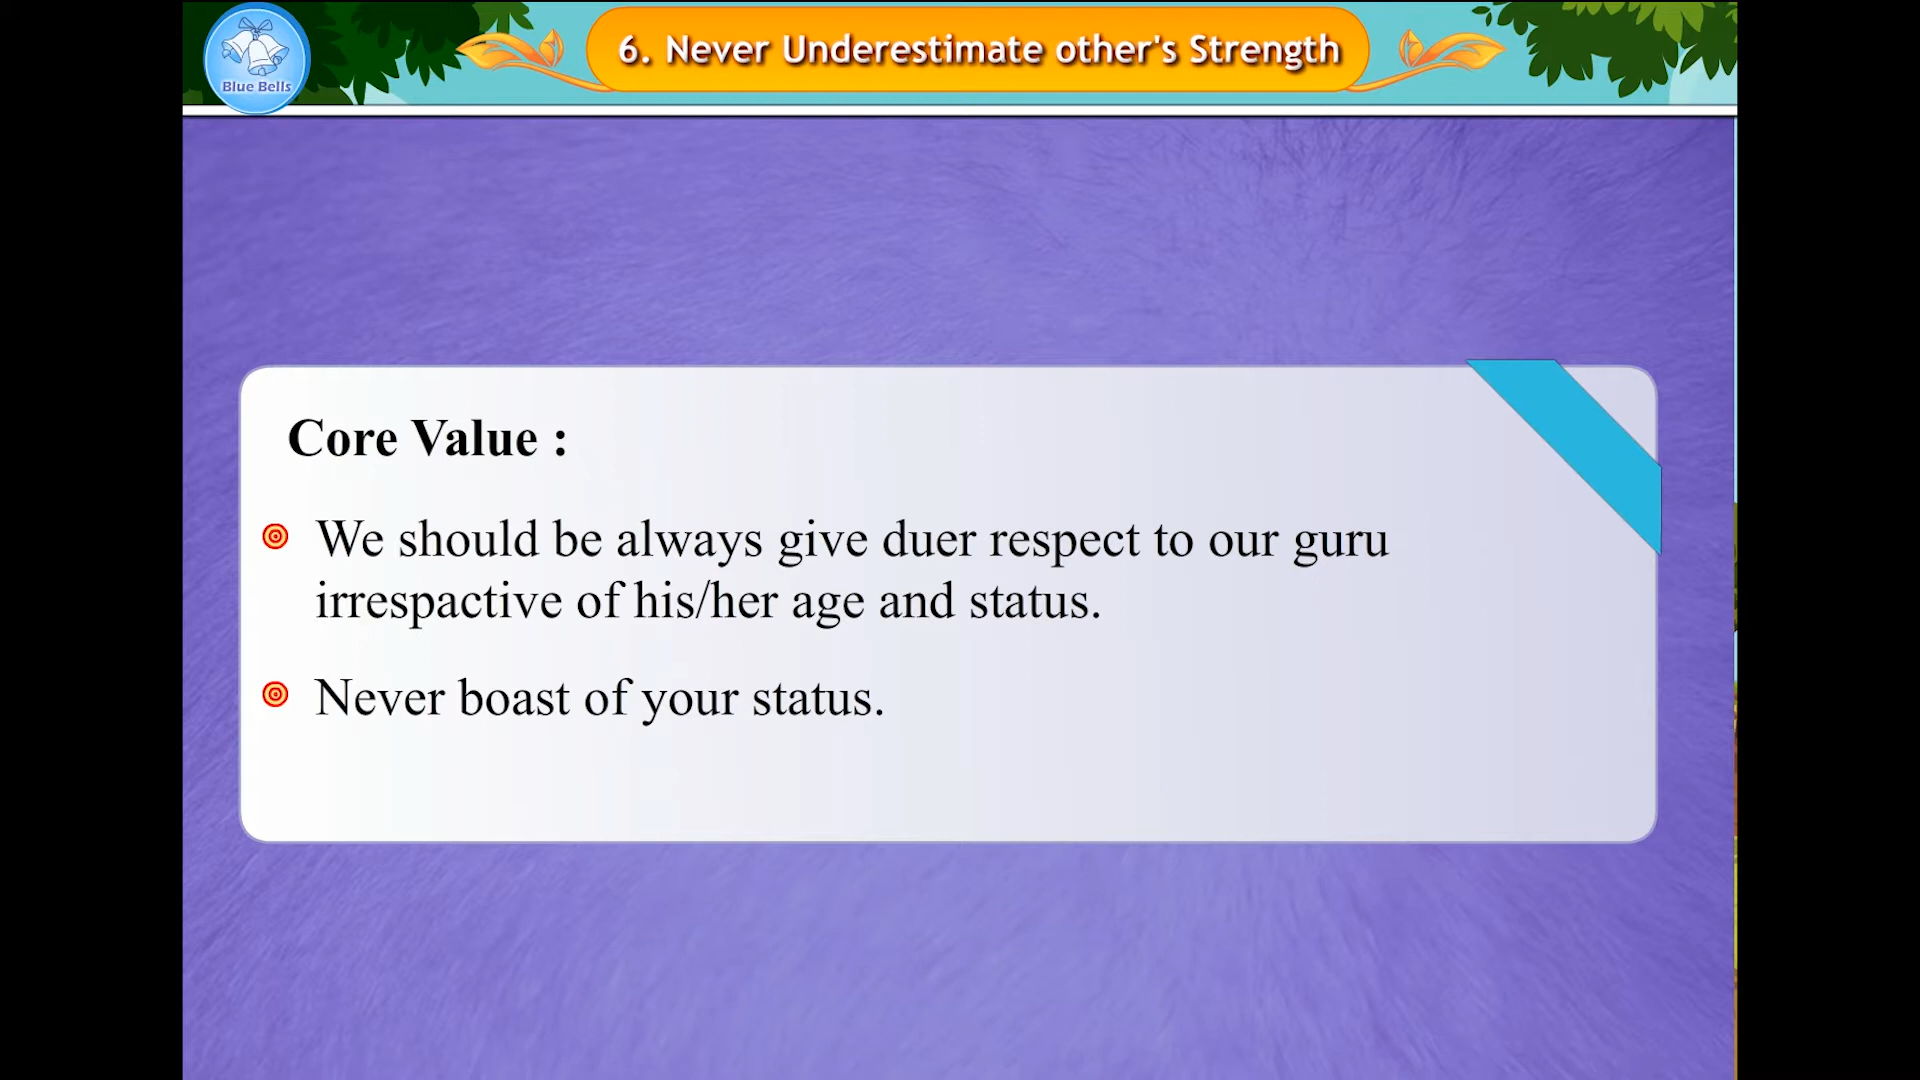 Blue Bells
6. Never Underestimate other's Strength
Core Value :
We should be always give duer respect to our guru
irrespactive of his/her age and status.
Never boast of your status.